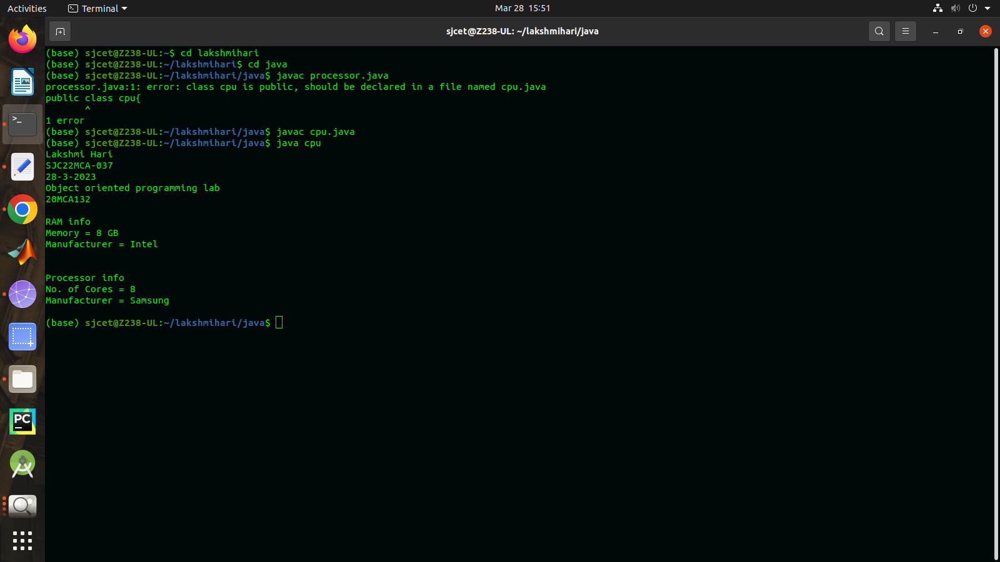 Activities
Terminal
Mar 28 15:51
sjcet@Z238-UL: ~/lakshmihari/java
(base) sjcet@Z238-UL:~$ cd lakshmihari
(base) sjcet@Z238-UL:~/lakshmihari$ cd java
(base) sjcet@Z238-UL:~/lakshmihari/java$ javac processor.java
processor.java:1: error: class cpu is public, should be declared in a file named cpu.java
public class cpu{
       ^
1 error
(base) sjcet@Z238-UL:~/lakshmihari/java$ javac cpu.java
(base) sjcet@Z238-UL:~/lakshmihari/java$ java cpu
Lakshmi Hari
SJC22MCA-037
28-3-2023
Object oriented programming lab
20MCA132
RAM info
Memory = 8 GB
Manufacturer = Intel
Processor info
No. of Cores = 8
Manufacturer = Samsung
(base) sjcet@Z238-UL:~/lakshmihari/java$
>_
PC